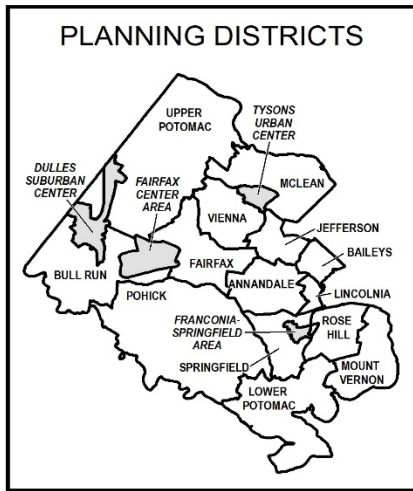 PLANNING DISTRICTS
UPPER
POTOMAC
TYSONS
URBAN
CENTER
DULLES
SUBURBAN
CENTER
FAIRFAX
CENTER
AREA
MCLEAN
VIENNA
JEFFERSON
BAILEYS
BULL RUN
FAIRFAX
ANNANDALE
LINCOLNIA
POHICK
FRANCONIA-
SPRINGFIELD
AREA
ROSE
HILL
SPRINGFIELD
MOUNT
VERNON
LOWER
POTOMAC